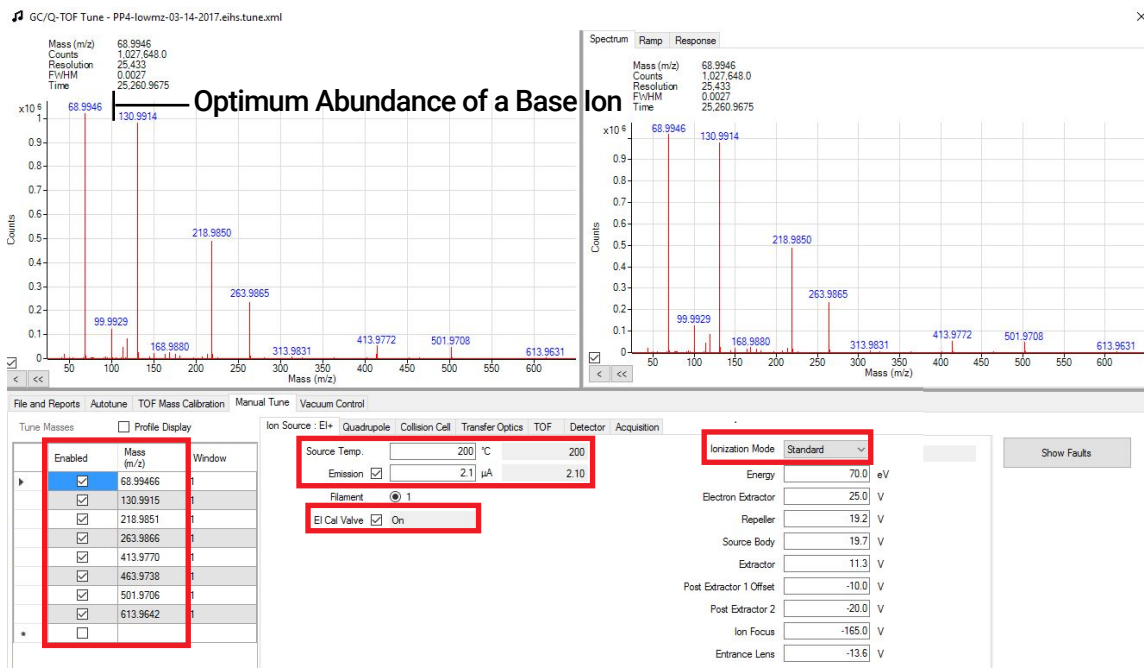 GC/Q-TOF Tune - PP4-lowmz-03-14-2017.eihs.tune.xml
Mass (m/z) 68.9946
Counts 1,027,648.0
Resolution 25,433
FWHM 0.0027
Time 25,260.9675
Optimum Abundance of a Base Ion
x10 6
68.9946
130.9914
1
0.9
0.8
0.7
0.6
218.9850
0.5
0.4
263.9865
0.3
0.2
99.9929
0.1
168.9880
313.9831
413.9772
501.9708
613.9631
0
50 100 150 200 250 300 350 400 450 500 550 600
Counts
Mass (m/z)
< <<
Spectrum Ramp Response
Mass (m/z) 68.9946
Counts 1,027,648.0
Resolution 25,433
FWHM 0.0027
Time 25,260.9675
x10 6
68.9946
130.9914
0.9
0.8
0.7
0.6
218.9850
0.5
0.4
263.9865
0.3
0.2
99.9929
0.1
168.9880
313.9831
413.9772
501.9708
613.9631
0
50 100 150 200 250 300 350 400 450 500 550 600
Counts
Mass (m/z)
< <<
File and Reports Autotune TOF Mass Calibration Manual Tune Vacuum Control
Tune Masses Profile Display
Enabled Mass (m/z) Window
68.99466 1
130.9915 1
218.9851 1
263.9866 1
413.9770 1
463.9738 1
501.9706 1
613.9642 1
Ion Source : EI+ Quadrupole Collision Cell Transfer Optics TOF Detector Acquisition
Source Temp. 200 °C 200
Emission 2.1 µA 2.10
Filament 1
EI Cal Valve On
Ionization Mode Standard
Energy 70.0 eV
Electron Extractor 25.0 V
Repeller 19.2 V
Source Body 19.7 V
Extractor 11.3 V
Post Extractor 1 Offset -10.0 V
Post Extractor 2 -20.0 V
Ion Focus -165.0 V
Entrance Lens -13.6 V
Show Faults